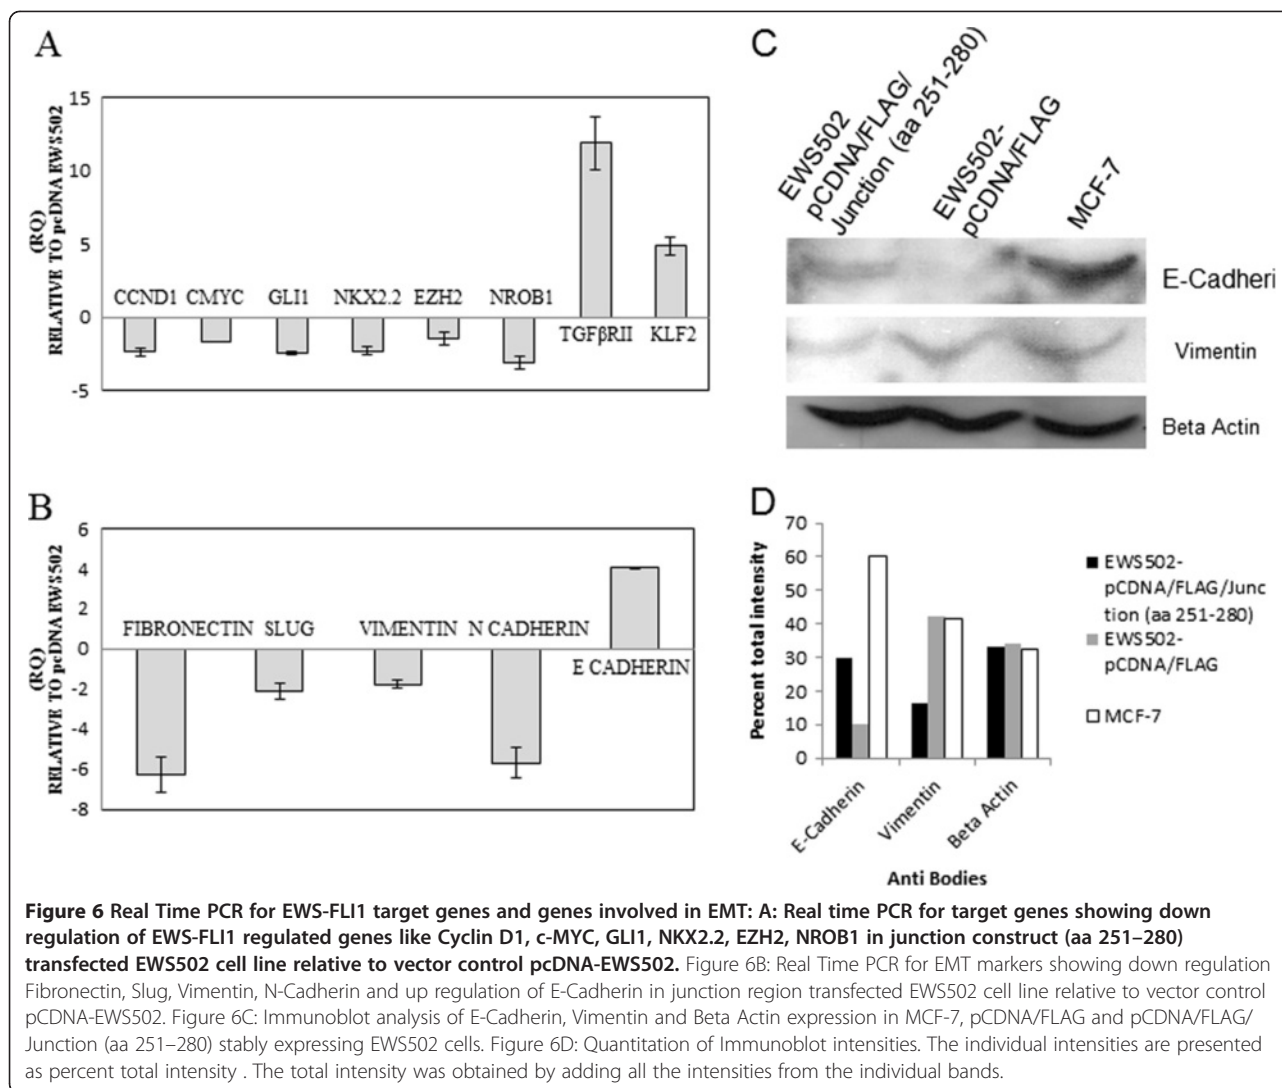 A
(RQ)
RELATIVE TO pcDNA EWS502
15
10
5
0
-5
CCND1 CMYC GLI1 NKX2.2 EZH2 NROB1
TGFβRII KLF2
B
(RQ)
RELATIVE TO pcDNA EWS502
6
4
2
0
-2
-4
-6
-8
FIBRONECTIN SLUG VIMENTIN N CADHERIN
E CADHERIN
C
EWS502
pCDNA/FLAG/
Junction (aa 251-280)
EWS502-
pCDNA/FLAG
MCF-7
E-Cadheri
Vimentin
Beta Actin
D
Percent total intensity
70
60
50
40
30
20
10
0
E-Cadherin
Vimentin
Beta Actin
Anti Bodies
EWS502-
pCDNA/FLAG/Junc
tion (aa 251-280)
EWS502-
pCDNA/FLAG
MCF-7
Figure 6 Real Time PCR for EWS-FLI1 target genes and genes involved in EMT: A: Real time PCR for target genes showing down
regulation of EWS-FLI1 regulated genes like Cyclin D1, c-MYC, GLI1, NKX2.2, EZH2, NROB1 in junction construct (aa 251–280)
transfected EWS502 cell line relative to vector control pcDNA-EWS502. Figure 6B: Real Time PCR for EMT markers showing down regulation
Fibronectin, Slug, Vimentin, N-Cadherin and up regulation of E-Cadherin in junction region transfected EWS502 cell line relative to vector control
pCDNA-EWS502. Figure 6C: Immunoblot analysis of E-Cadherin, Vimentin and Beta Actin expression in MCF-7, pCDNA/FLAG and pCDNA/FLAG/
Junction (aa 251–280) stably expressing EWS502 cells. Figure 6D: Quantitation of Immunoblot intensities. The individual intensities are presented
as percent total intensity . The total intensity was obtained by adding all the intensities from the individual bands.